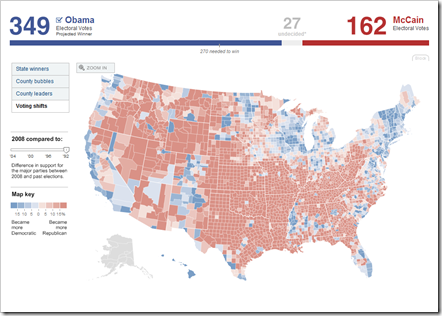 349 Obama
Electoral Votes
Projected Winner
27
undecided*
162 McCain
Electoral Votes
270 needed to win
State winners
County bubbles
County leaders
Voting shifts
ZOOM IN
2008 compared to:
'04 '00 '96 '92
Difference in support for
the major parties between
2008 and past elections.
Map key
15 10 5 5 10 15%
Became
more
Democratic
Became
more
Republican